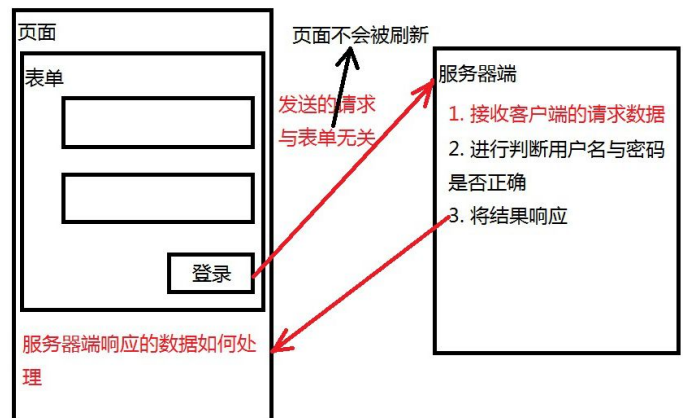 页面
表单
登录
服务器端响应的数据如何处
理
页面不会被刷新
发送的请求
与表单无关
服务器端
1. 接收客户端的请求数据
2. 进行判断用户名与密码
是否正确
3. 将结果响应